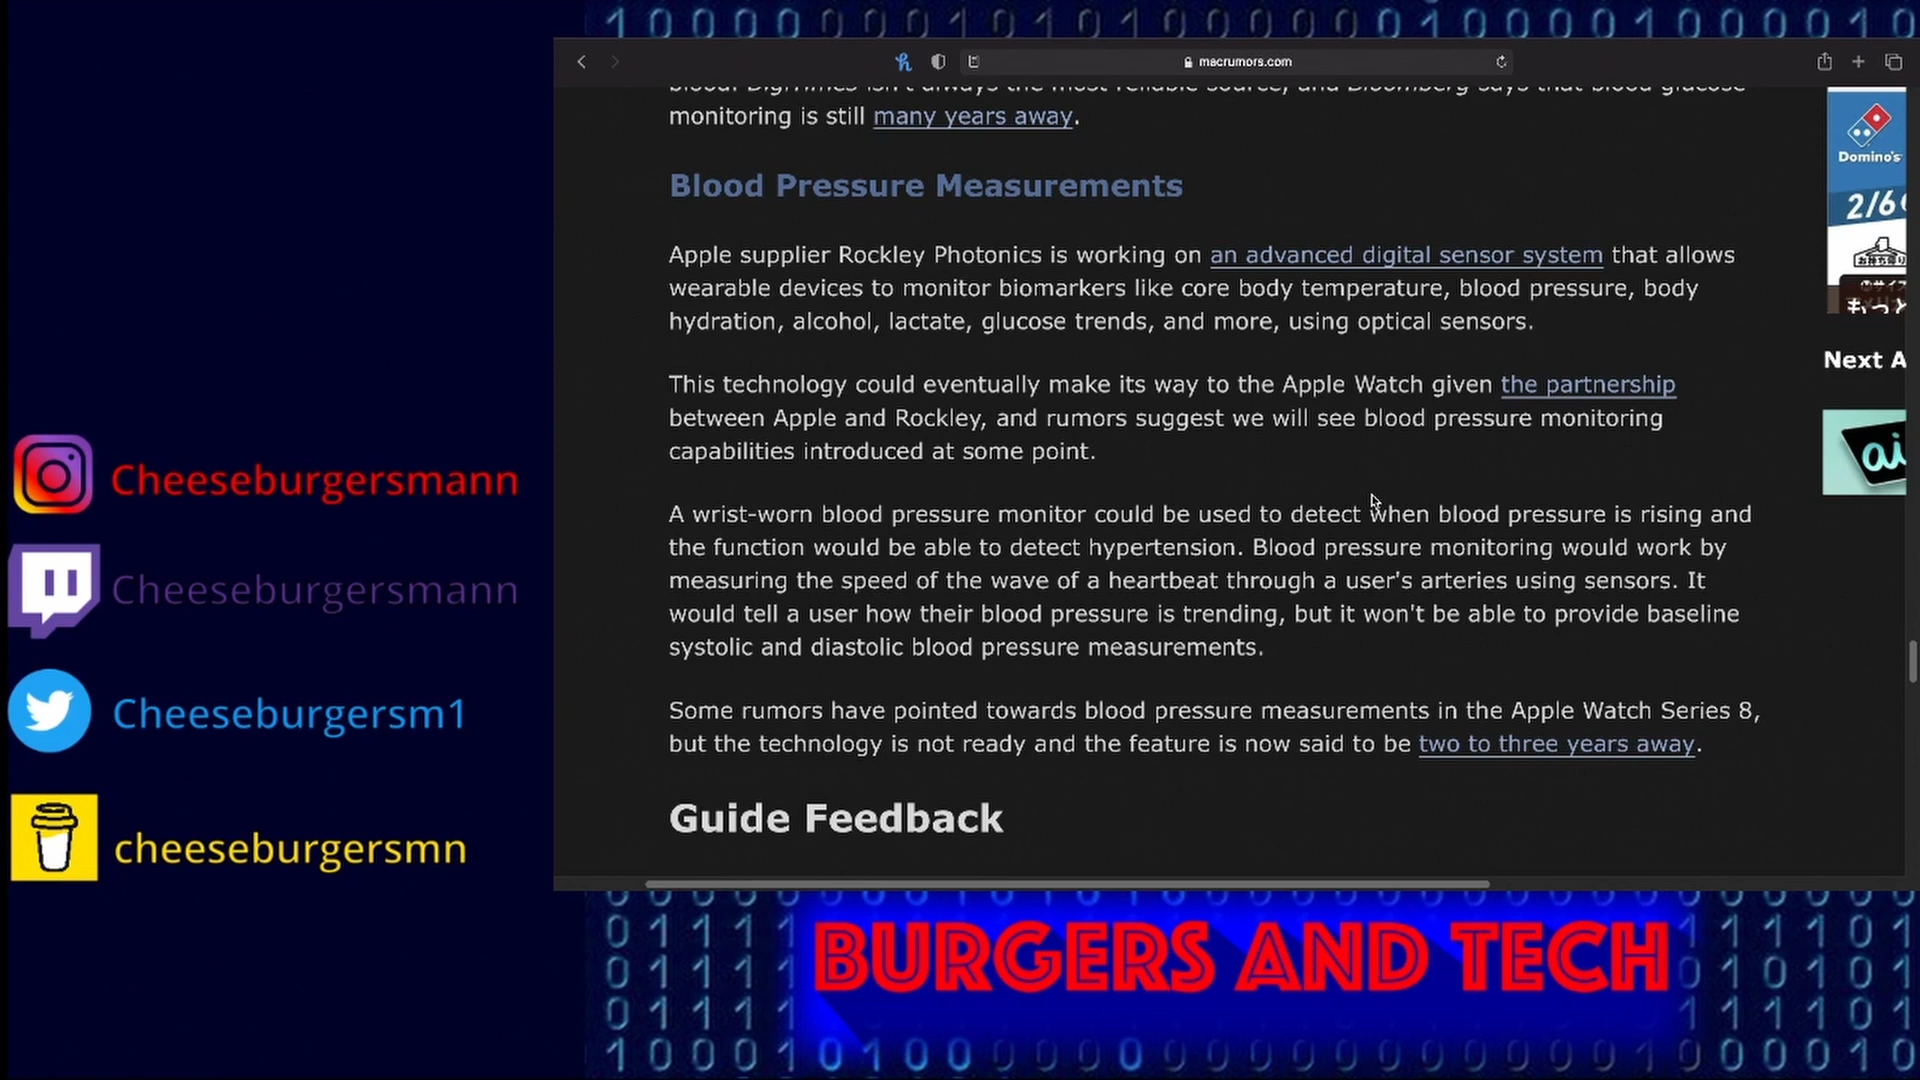 macrumors.com
monitoring is still many years away.
Blood Pressure Measurements
Apple supplier Rockley Photonics is working on an advanced digital sensor system that allows
wearable devices to monitor biomarkers like core body temperature, blood pressure, body
hydration, alcohol, lactate, glucose trends, and more, using optical sensors.
This technology could eventually make its way to the Apple Watch given the partnership
between Apple and Rockley, and rumors suggest we will see blood pressure monitoring
capabilities introduced at some point.
A wrist-worn blood pressure monitor could be used to detect when blood pressure is rising and
the function would be able to detect hypertension. Blood pressure monitoring would work by
measuring the speed of the wave of a heartbeat through a user's arteries using sensors. It
would tell a user how their blood pressure is trending, but it won't be able to provide baseline
systolic and diastolic blood pressure measurements.
Some rumors have pointed towards blood pressure measurements in the Apple Watch Series 8,
but the technology is not ready and the feature is now said to be two to three years away.
Guide Feedback
Domino's
2/6
もっと
Next A
ai
Cheeseburgersmann
Cheeseburgersmann
Cheeseburgersm1
cheeseburgersmn
BURGERS AND TECH